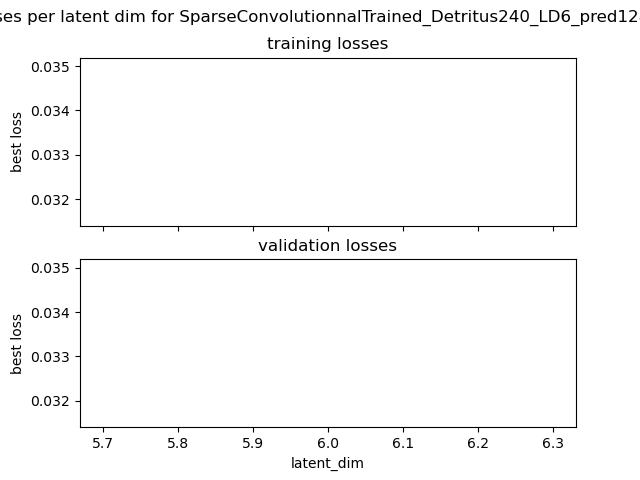 ses per latent dim for SparseConvolutionnalTrained_Detritus240_LD6_pred12
training losses
0.035
0.034
0.033
0.032
best loss
validation losses
0.035
0.034
0.033
0.032
best loss
5.7 5.8 5.9 6.0 6.1 6.2 6.3
latent_dim